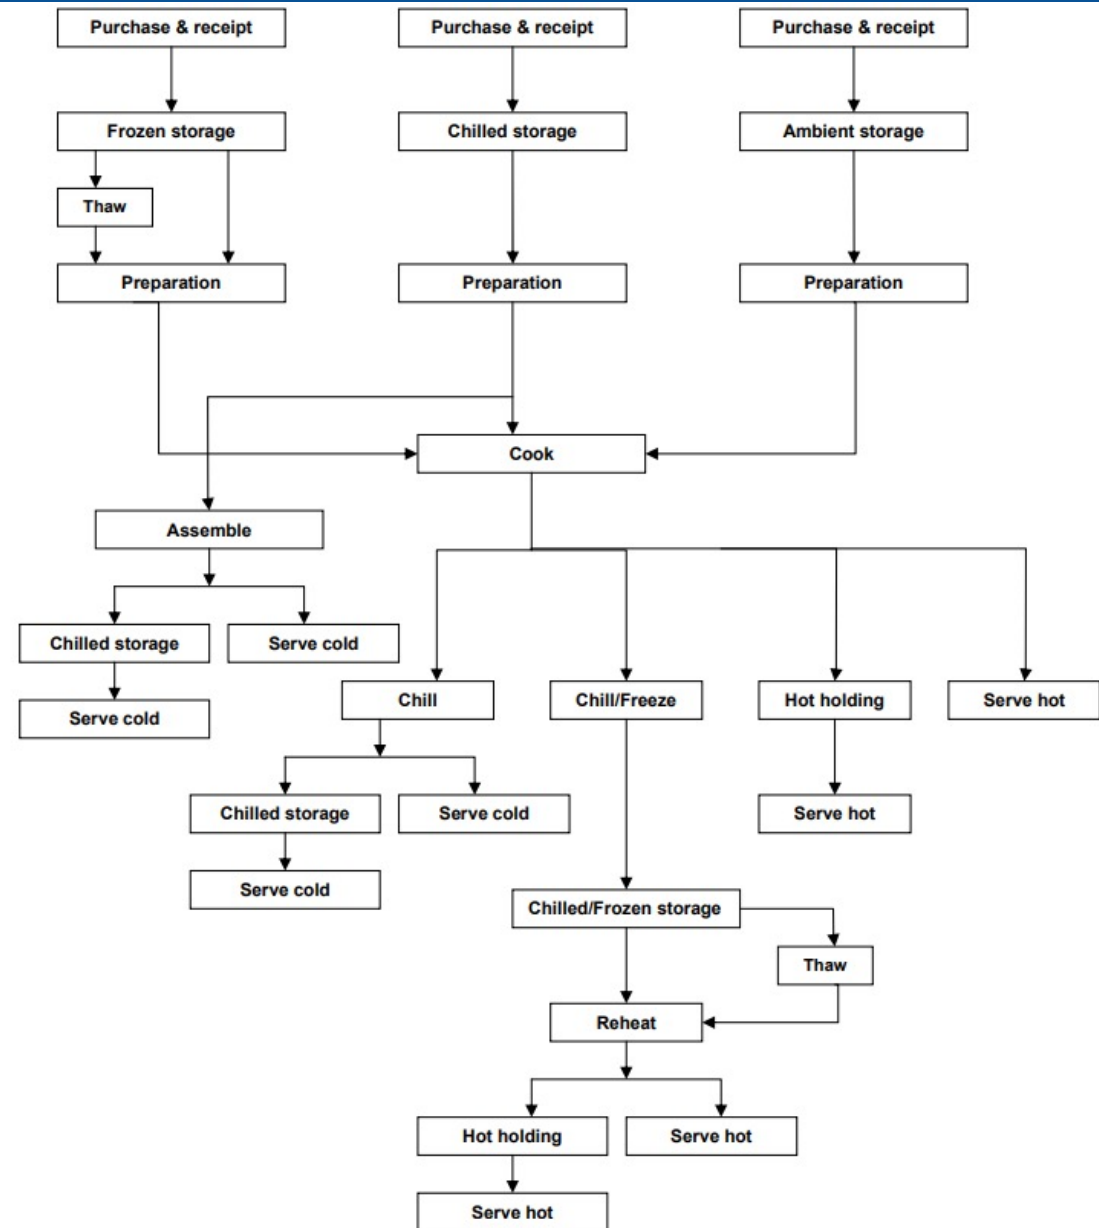 Purchase & receipt
Purchase & receipt
Purchase & receipt
Frozen storage
Chilled storage
Ambient storage
Thaw
Preparation
Preparation
Preparation
Cook
Assemble
Chilled storage
Serve cold
Serve cold
Chill
Chill/Freeze
Hot holding
Serve hot
Chilled storage
Serve cold
Serve hot
Serve cold
Chilled/Frozen storage
Thaw
Reheat
Hot holding
Serve hot
Serve hot